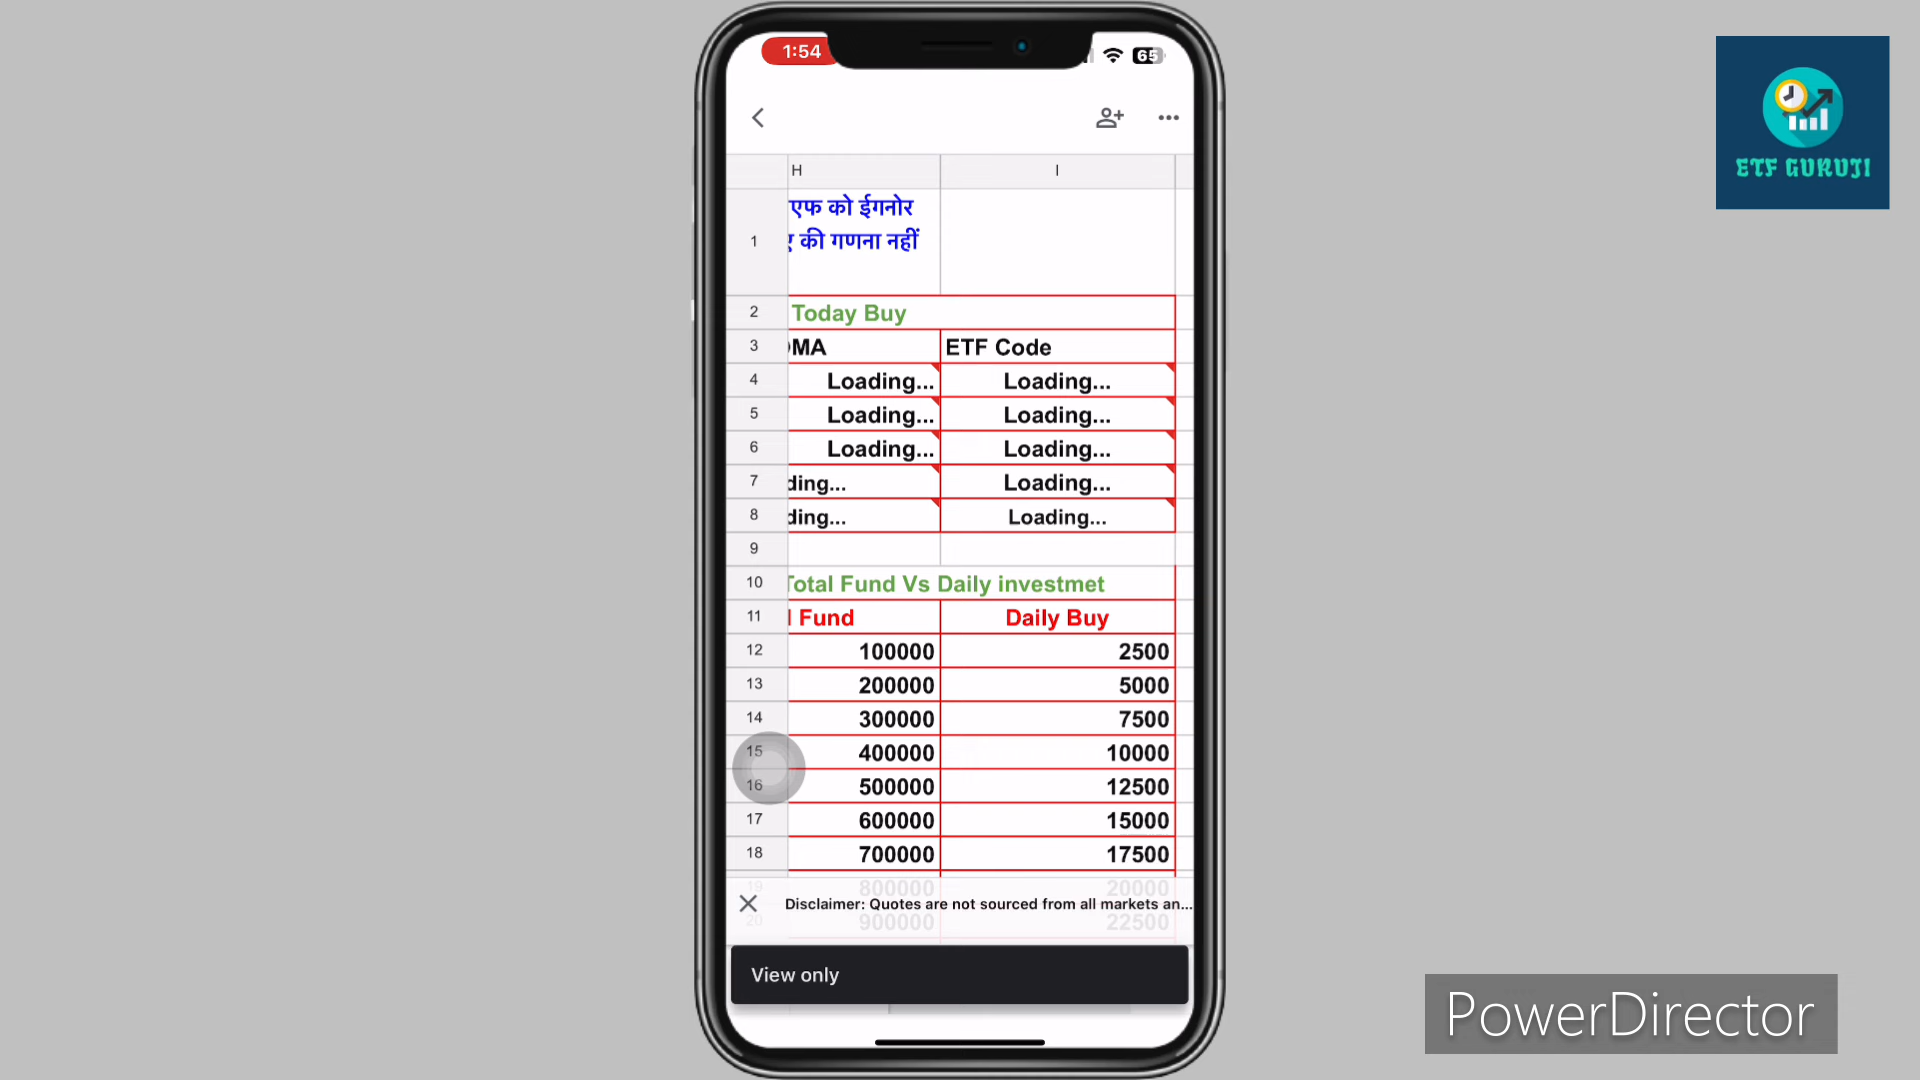 1:54
65
ETF GURUJI
H I
1
एफ को ईगनोर
की गणना नहीं
2 Today Buy
3 MA ETF Code
4 Loading... Loading...
5 Loading... Loading...
6 Loading... Loading...
7 ding... Loading...
8 ding... Loading...
9
10 Total Fund Vs Daily investmet
11 Fund Daily Buy
12 100000 2500
13 200000 5000
14 300000 7500
15 400000 10000
16 500000 12500
17 600000 15000
18 700000 17500
19 800000 20000
Disclaimer: Quotes are not sourced from all markets an...
20 900000 22500
View only
PowerDirector